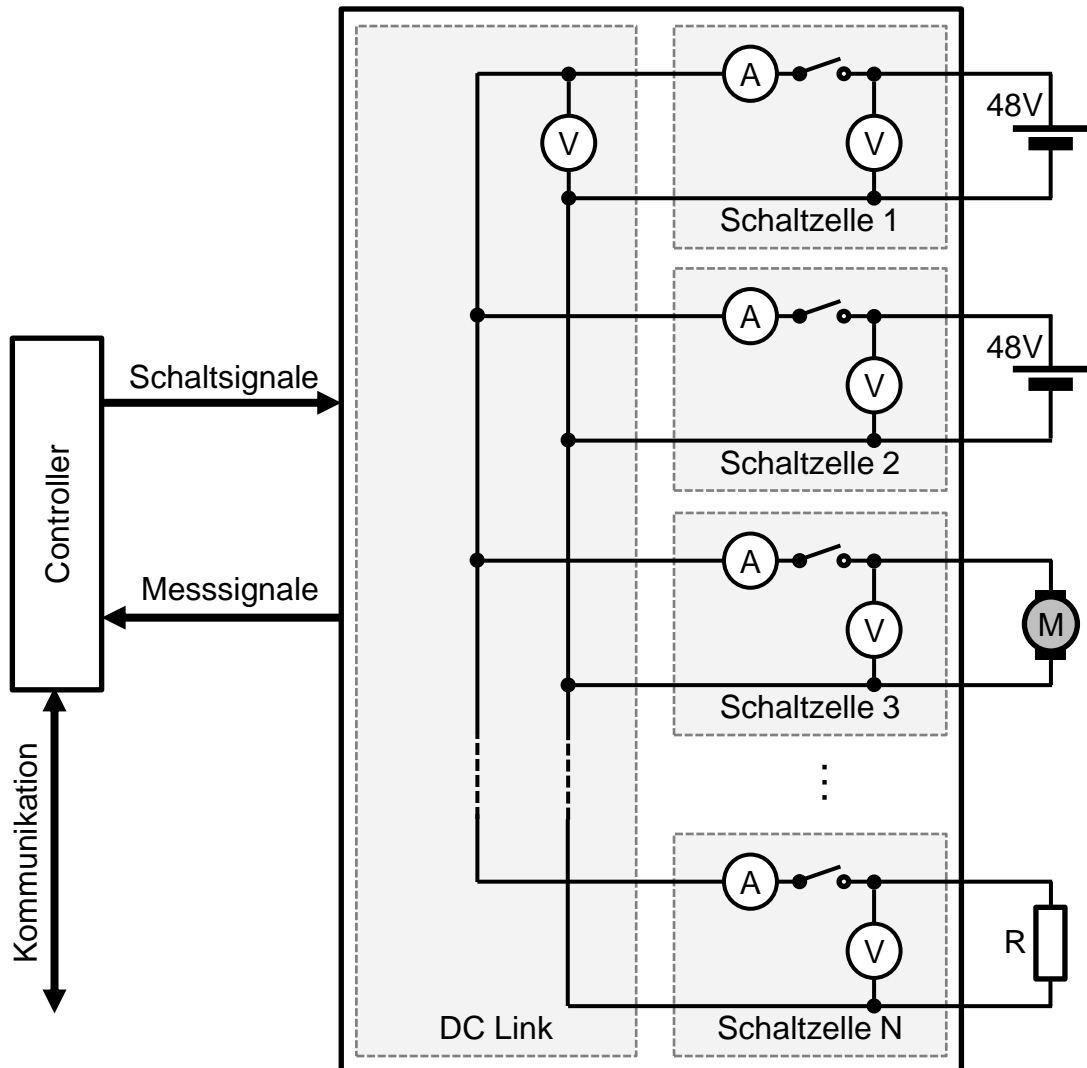 A
48V
V
V
Schaltzelle 1
A
48V
V
Schaltzelle 2
Schaltsignale
Controller
Messsignale
A
V
M
Schaltzelle 3
⋮
Kommunikation
A
V
R
DC Link
Schaltzelle N